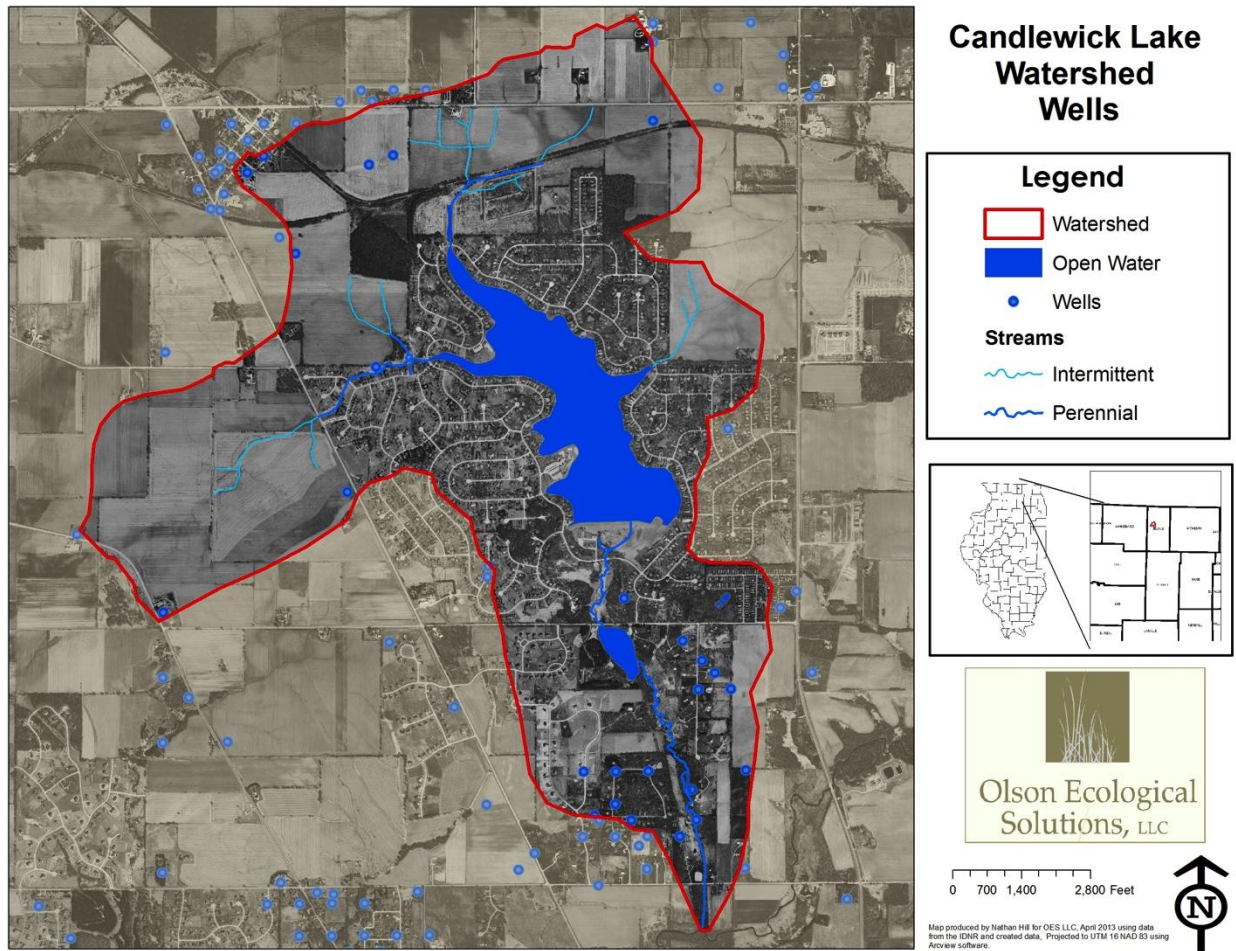 Candlewick Lake
Watershed
Wells
Legend
Watershed
Open Water
Wells
Streams
Intermittent
Perennial
Olson Ecological
Solutions, LLC
0 700 1,400 2,800 Feet
N
Map produced by Nathan Hill for OES LLC, April 2013 using data
from the IDNR and created data, Projected to UTM 16 NAD 83 using
Arcview software.